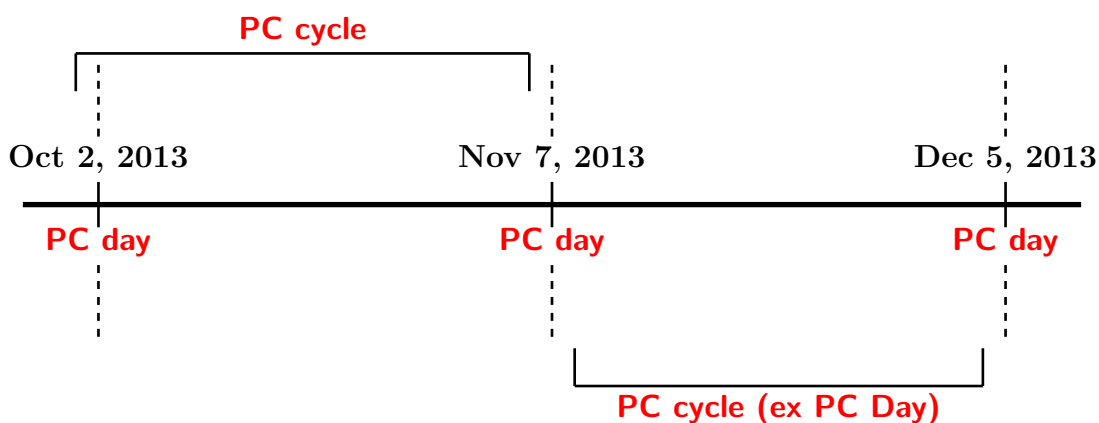 PC cycle
Oct 2, 2013 Nov 7, 2013 Dec 5, 2013
PC day PC day PC day
PC cycle (ex PC Day)